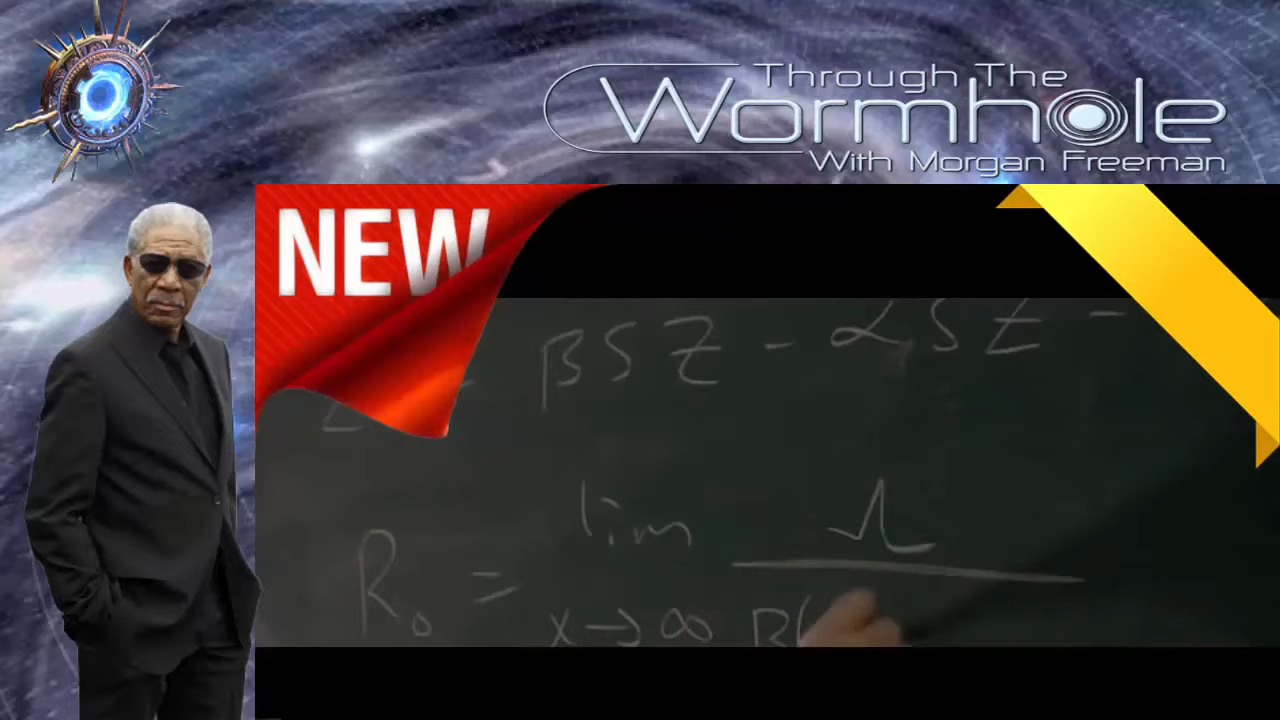 Through The
Wormhole
With Morgan Freeman
NEW
βSZ - αSZ -
lim
R₀ =
x→∞ B(